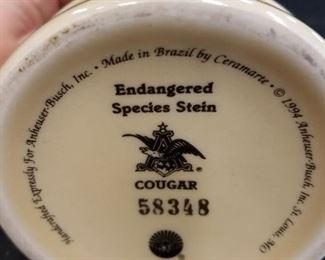 Handcrafted Expressly For Anheuser-Busch, Inc. • Made in Brazil by Ceramarte • © 1994 Anheuser-Busch, Inc. St. Louis, MO
Endangered
Species Stein
A
®
COUGAR
58348